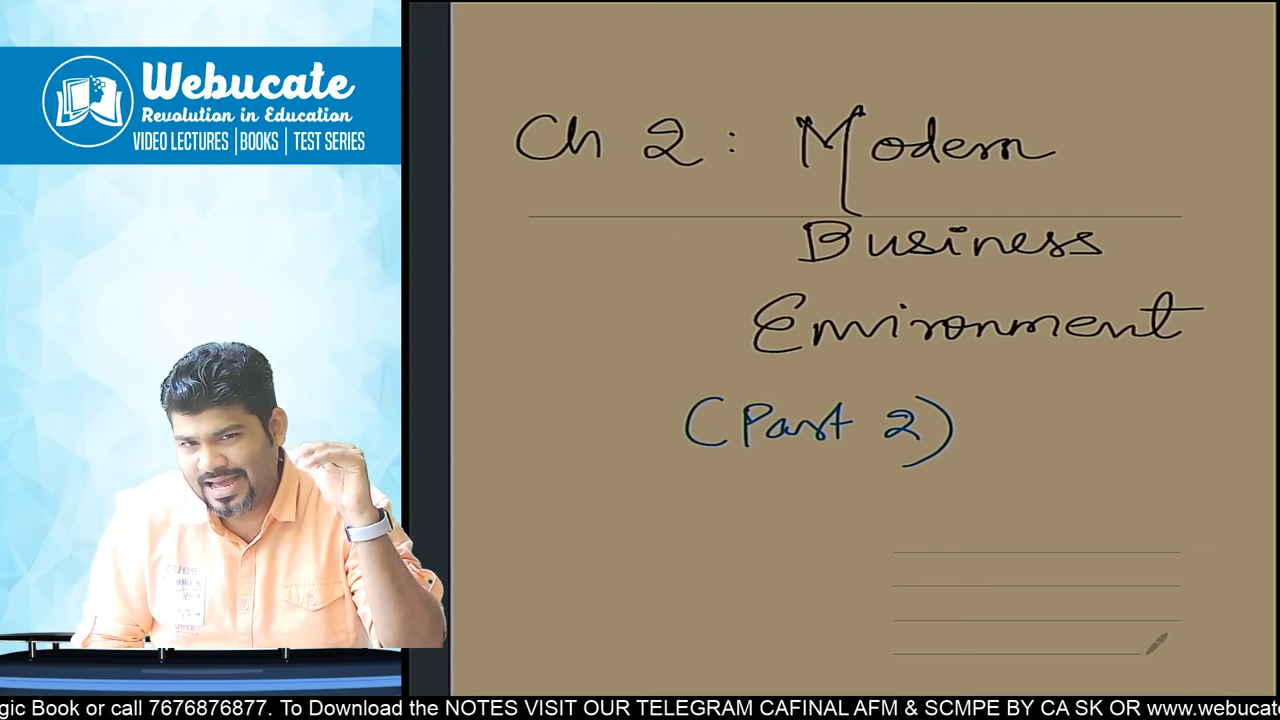 Webucate
Revolution in Education
VIDEO LECTURES | BOOKS | TEST SERIES
Ch 2: Modern
Business
Environment
(Part 2)
gic Book or call 7676876877. To Download the NOTES VISIT OUR TELEGRAM CAFINAL AFM & SCMPE BY CA SK OR www.webucate